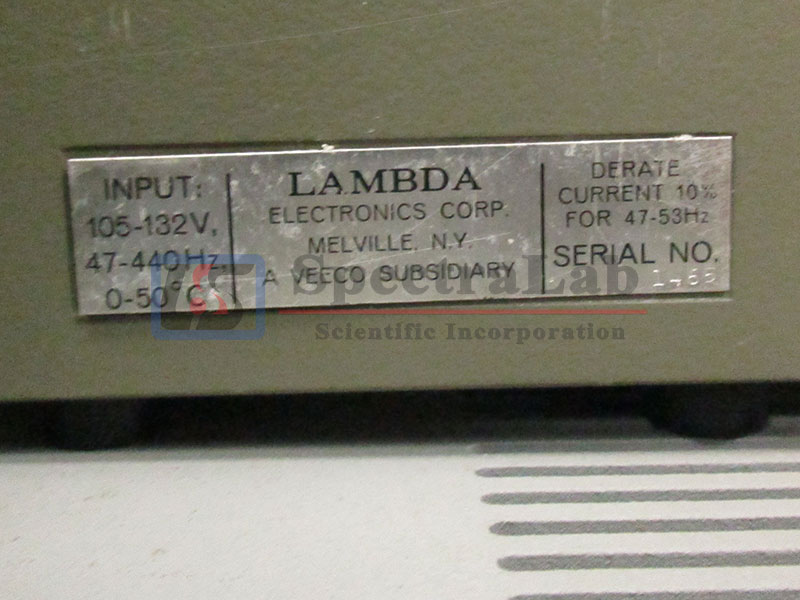 INPUT:
105-132V,
47-440Hz,
0-50°C
LAMBDA
ELECTRONICS CORP.
MELVILLE, N.Y.
A VEECO SUBSIDIARY
DERATE
CURRENT 10%
FOR 47-53Hz
SERIAL NO.
SpectraLab
Scientific Incorporation